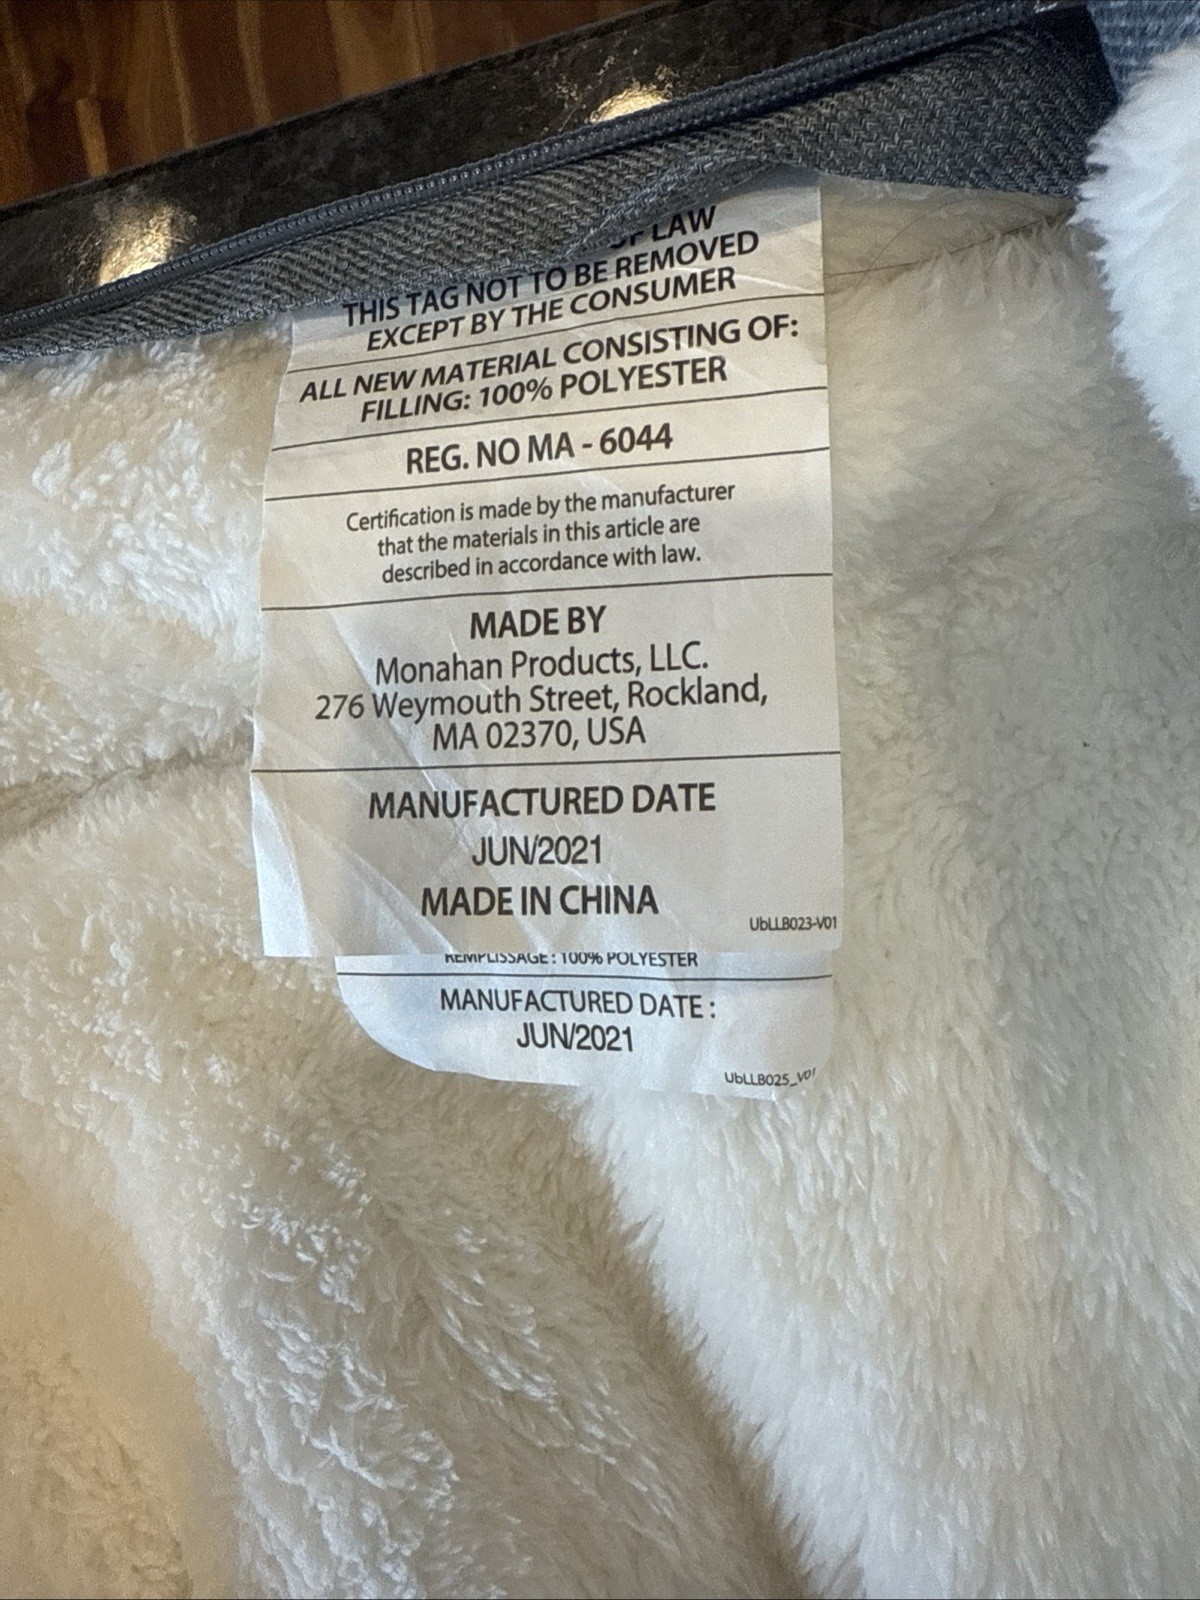 OF LAW
THIS TAG NOT TO BE REMOVED
EXCEPT BY THE CONSUMER
ALL NEW MATERIAL CONSISTING OF:
FILLING: 100% POLYESTER
REG. NO MA - 6044
Certification is made by the manufacturer
that the materials in this article are
described in accordance with law.
MADE BY
Monahan Products, LLC.
276 Weymouth Street, Rockland,
MA 02370, USA
MANUFACTURED DATE
JUN/2021
MADE IN CHINA
UbLLB023-V01
REMPLISSAGE : 100% POLYESTER
MANUFACTURED DATE :
JUN/2021
UbLLB025_V01